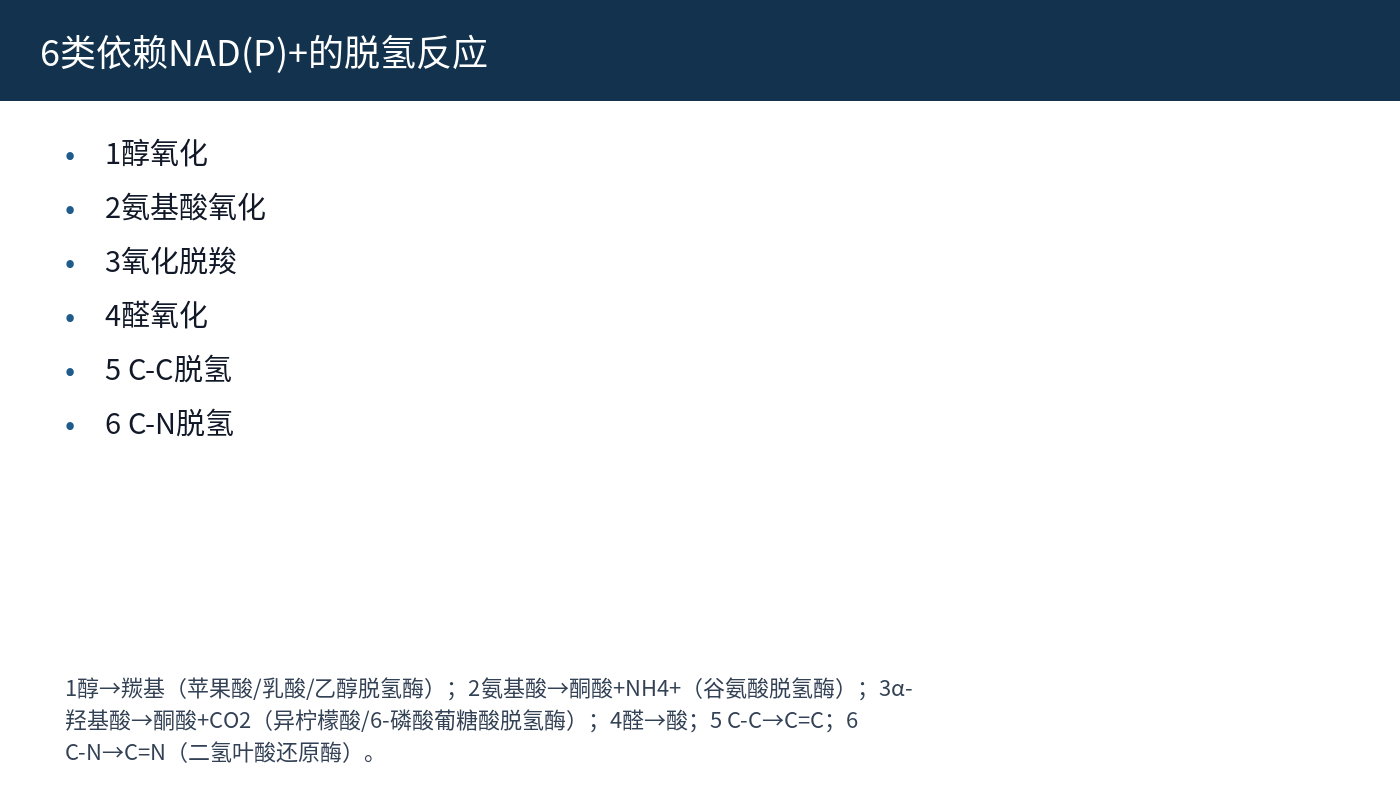 6类依赖NAD(P)+的脱氢反应
• 1醇氧化
• 2氨基酸氧化
• 3氧化脱羧
• 4醛氧化
• 5 C-C脱氢
• 6 C-N脱氢
1醇→羰基（苹果酸/乳酸/乙醇脱氢酶）；2氨基酸→酮酸+NH4+（谷氨酸脱氢酶）；3α-
羟基酸→酮酸+CO2（异柠檬酸/6-磷酸葡糖酸脱氢酶）；4醛→酸；5 C-C→C=C；6
C-N→C=N（二氢叶酸还原酶）。